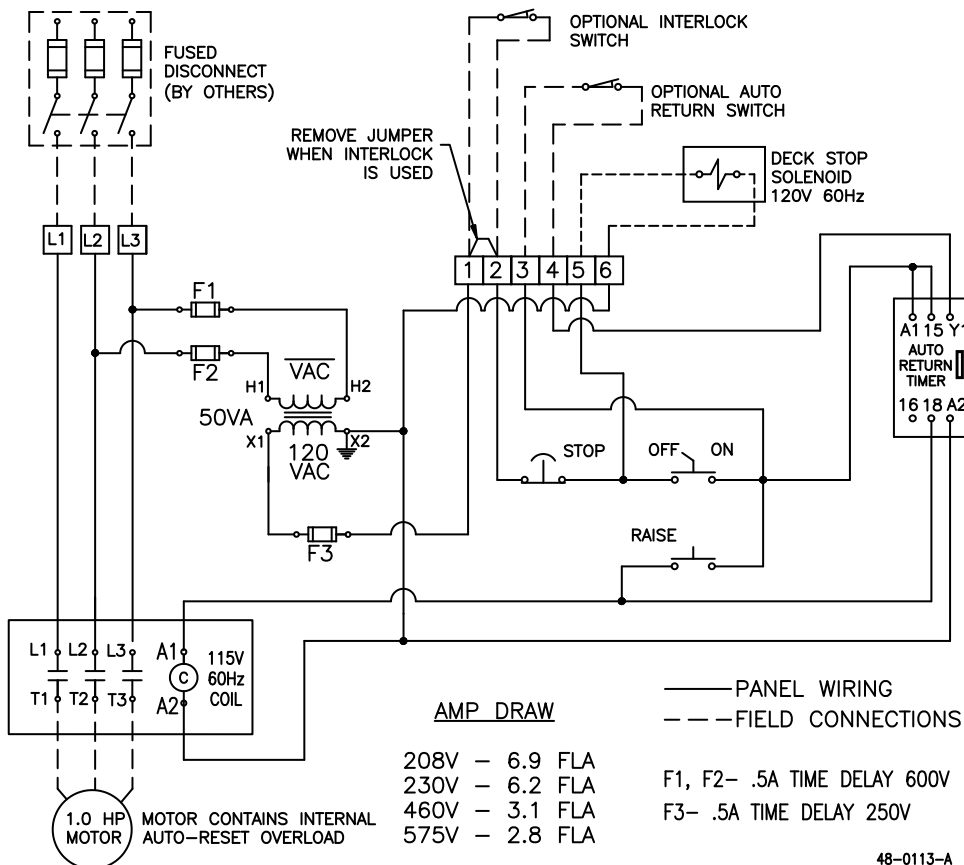 FUSED
DISCONNECT
(BY OTHERS)
OPTIONAL INTERLOCK
SWITCH
OPTIONAL AUTO
RETURN SWITCH
REMOVE JUMPER
WHEN INTERLOCK
IS USED
DECK STOP
SOLENOID
120V 60Hz
L1 L2 L3
1 2 3 4 5 6
F1
F2
VAC
H1 H2
50VA
X1 X2
120
VAC
F3
A1 15 Y1
AUTO
RETURN
TIMER
16 18 A2
STOP
OFF ON
RAISE
L1 L2 L3 A1
C
115V
60Hz
COIL
T1 T2 T3 A2
1.0 HP
MOTOR
MOTOR CONTAINS INTERNAL
AUTO-RESET OVERLOAD
AMP DRAW
208V - 6.9 FLA
230V - 6.2 FLA
460V - 3.1 FLA
575V - 2.8 FLA
PANEL WIRING
FIELD CONNECTIONS
F1, F2- .5A TIME DELAY 600V
F3- .5A TIME DELAY 250V
48-0113-A